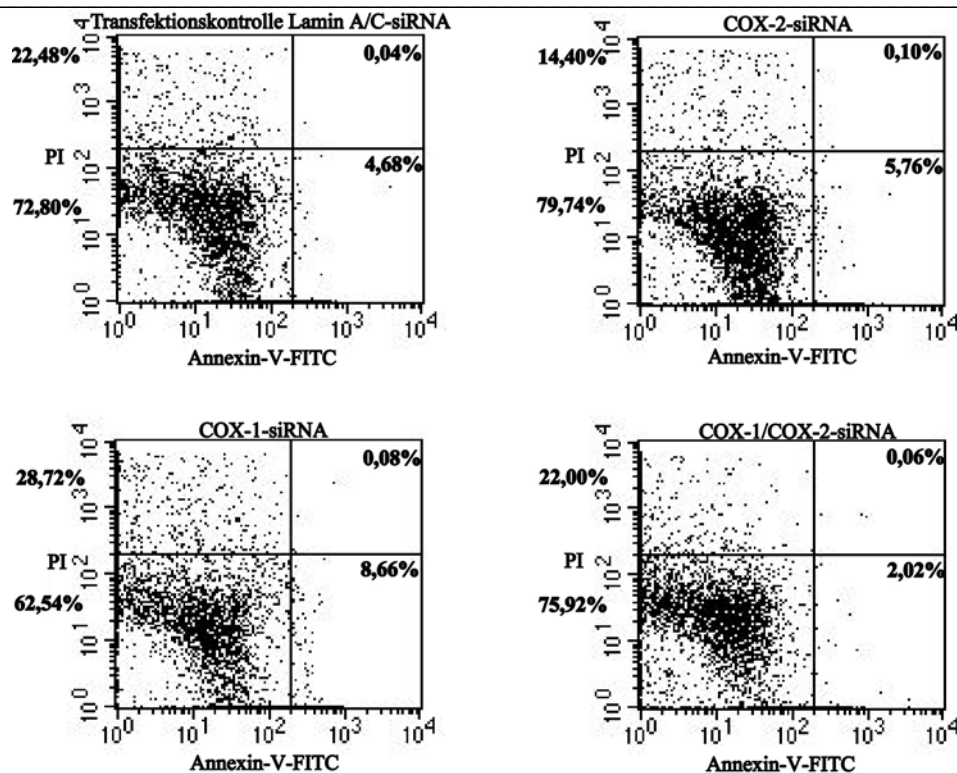 Transfektionskontrolle Lamin A/C-siRNA
22,48%
0,04%
72,80%
4,68%
PI
10^4
10^3
10^2
10^1
10^0
10^0 10^1 10^2 10^3 10^4
Annexin-V-FITC
COX-2-siRNA
14,40%
0,10%
79,74%
5,76%
PI
10^4
10^3
10^2
10^1
10^0
10^0 10^1 10^2 10^3 10^4
Annexin-V-FITC
COX-1-siRNA
28,72%
0,08%
62,54%
8,66%
PI
10^4
10^3
10^2
10^1
10^0
10^0 10^1 10^2 10^3 10^4
Annexin-V-FITC
COX-1/COX-2-siRNA
22,00%
0,06%
75,92%
2,02%
PI
10^4
10^3
10^2
10^1
10^0
10^0 10^1 10^2 10^3 10^4
Annexin-V-FITC